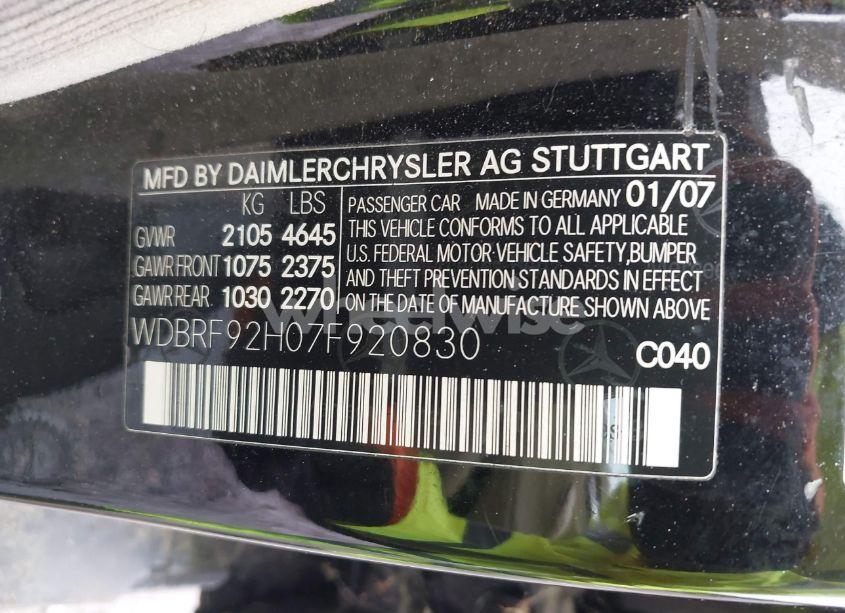 MFD BY DAIMLERCHRYSLER AG STUTTGART
KG LBS
GVWR 2105 4645
GAWR FRONT 1075 2375
GAWR REAR. 1030 2270
PASSENGER CAR MADE IN GERMANY 01/07
THIS VEHICLE CONFORMS TO ALL APPLICABLE
U.S. FEDERAL MOTOR VEHICLE SAFETY,BUMPER
AND THEFT PREVENTION STANDARDS IN EFFECT
ON THE DATE OF MANUFACTURE SHOWN ABOVE
wheelwise
WDBRF92H07F920830
C040